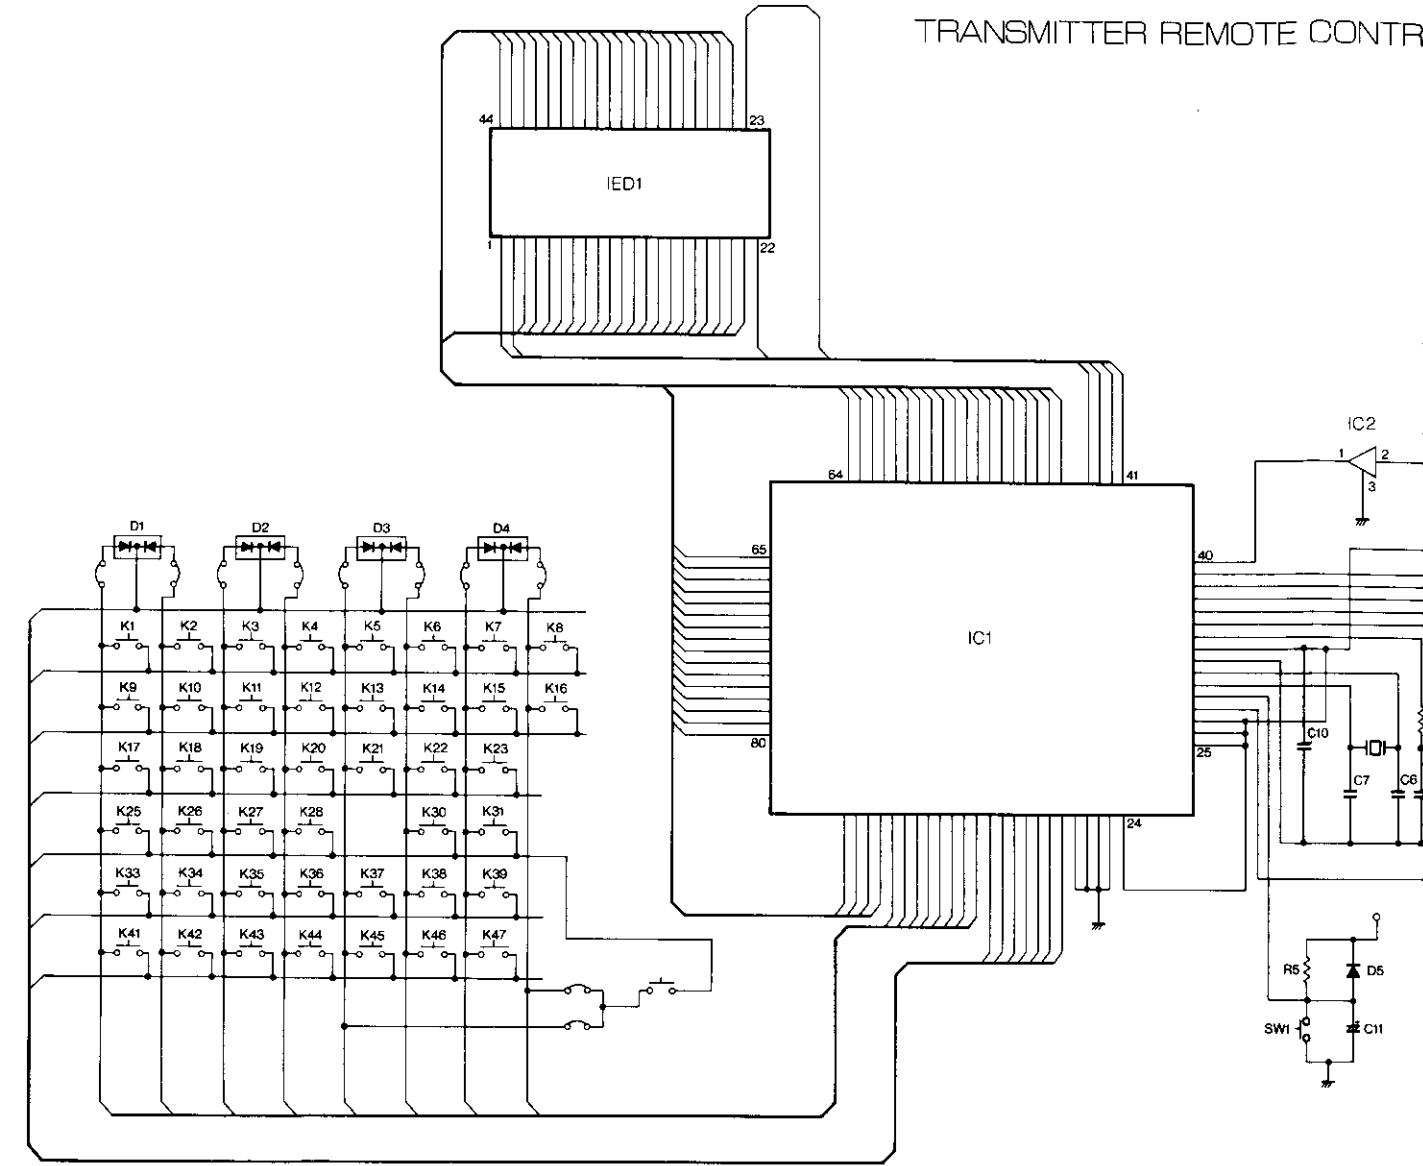 TRANSMITTER REMOTE CONTR
44 23
IED1
1 22
IC2
1 2
3
64 41
65 40
IC1
80 25
24
D1 D2 D3 D4
K1 K2 K3 K4 K5 K6 K7 K8
K9 K10 K11 K12 K13 K14 K15 K16
K17 K18 K19 K20 K21 K22 K23
K25 K26 K27 K28 K30 K31
K33 K34 K35 K36 K37 K38 K39
K41 K42 K43 K44 K45 K46 K47
C10
C7 C6
R5 D5
SW1 C11